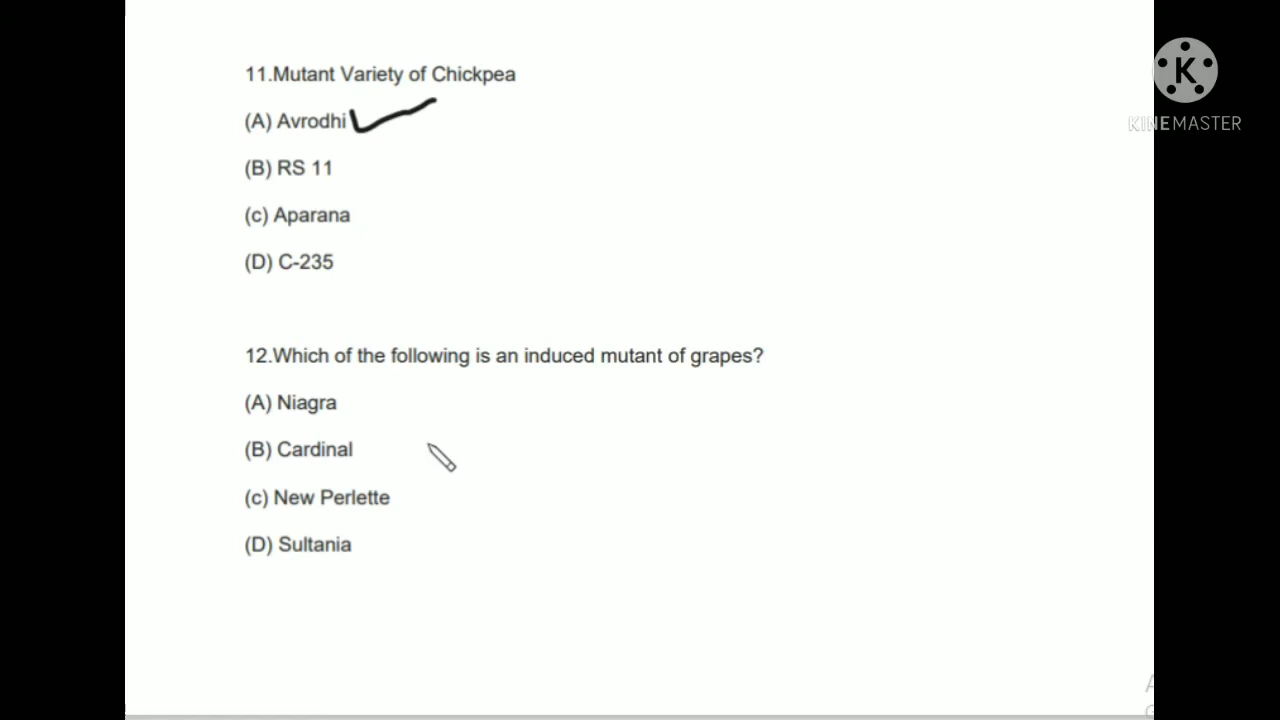 11.Mutant Variety of Chickpea
(A) Avrodhi
(B) RS 11
(c) Aparana
(D) C-235
12.Which of the following is an induced mutant of grapes?
(A) Niagra
(B) Cardinal
(c) New Perlette
(D) Sultania
K
KINEMASTER